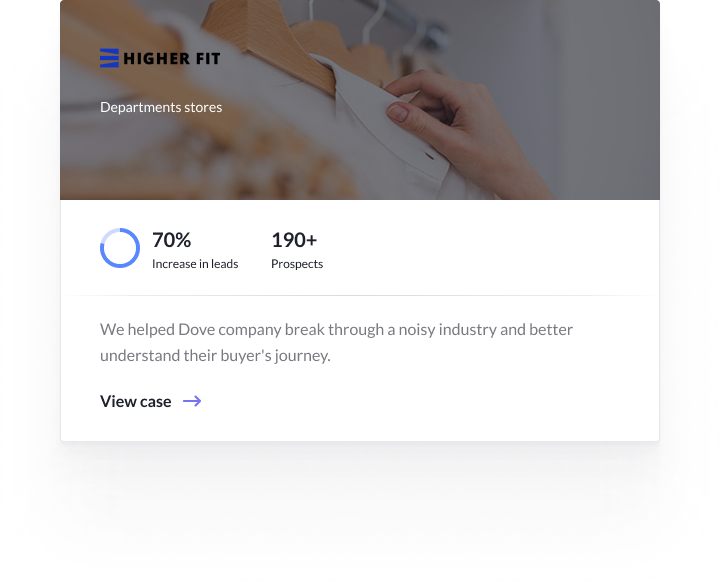 HIGHER FIT
Departments stores
70%
Increase in leads
190+
Prospects
We helped Dove company break through a noisy industry and better
understand their buyer's journey.
View case